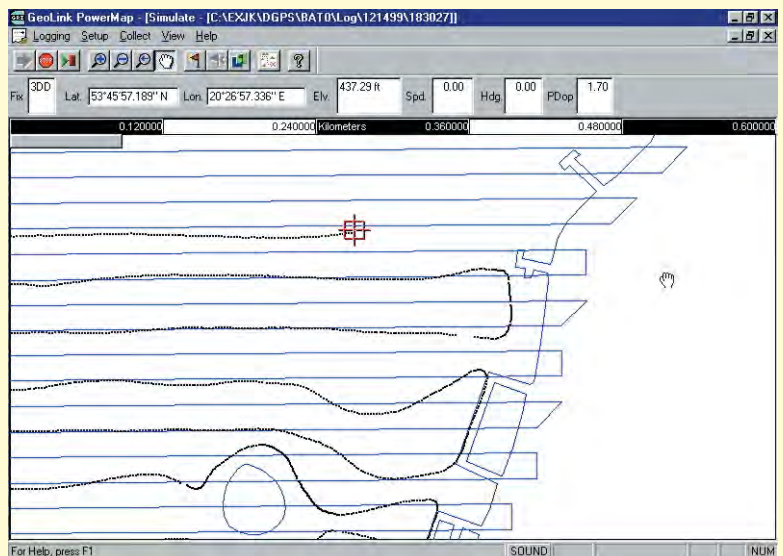 GeoLink PowerMap - [Simulate - [C:\EXJK\DGPS\BAT0\Log\121499\183027]]
Logging Setup Collect View Help
Fix 3DD Lat. 53°45'57.189" N Lon. 20°26'57.336" E Elv. 437.29 ft Spd. 0.00 Hdg. 0.00 PDop 1.70
0.120000 0.240000 Kilometers 0.360000 0.480000 0.600000
For Help, press F1 SOUND NUM